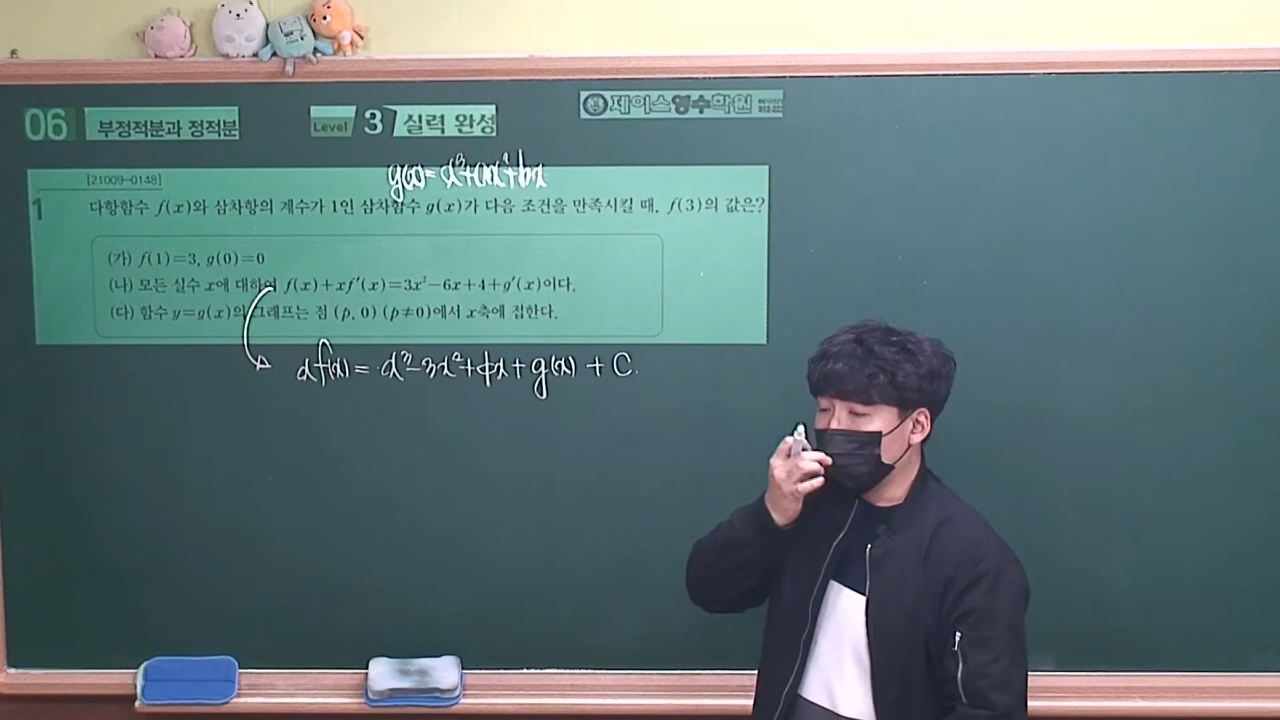 06 부정적분과 정적분 Level 3 실력 완성 제이스영수학원
[21009-0148]
g(x)=x³+ax²+bx
1 다항함수 f(x)와 삼차항의 계수가 1인 삼차함수 g(x)가 다음 조건을 만족시킬 때, f(3)의 값은?
(가) f(1)=3, g(0)=0
(나) 모든 실수 x에 대하여 f(x)+xf′(x)=3x²−6x+4+g′(x)이다.
(다) 함수 y=g(x)의 그래프는 점 (p, 0) (p≠0)에서 x축에 접한다.
xf(x)=x³−3x²+4x+g(x)+C.